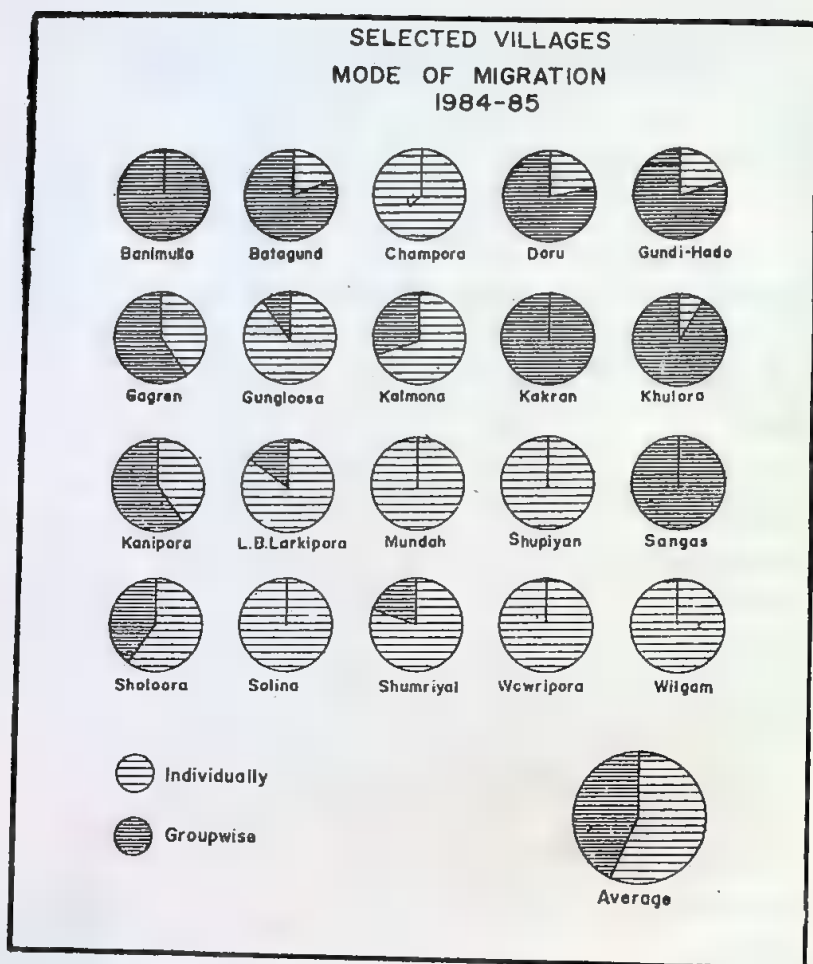 SELECTED VILLAGES
MODE OF MIGRATION
1984-85
Banimulla Batagund Champora Doru Gundi-Hado
Gagren Gungloosa Kalmona Kakran Khulora
Kanipora L.B.Larkipora Mundah Shupiyan Sangas
Sholoora Solina Shumriyal Wowripora Wilgam
Individually
Groupwise
Average